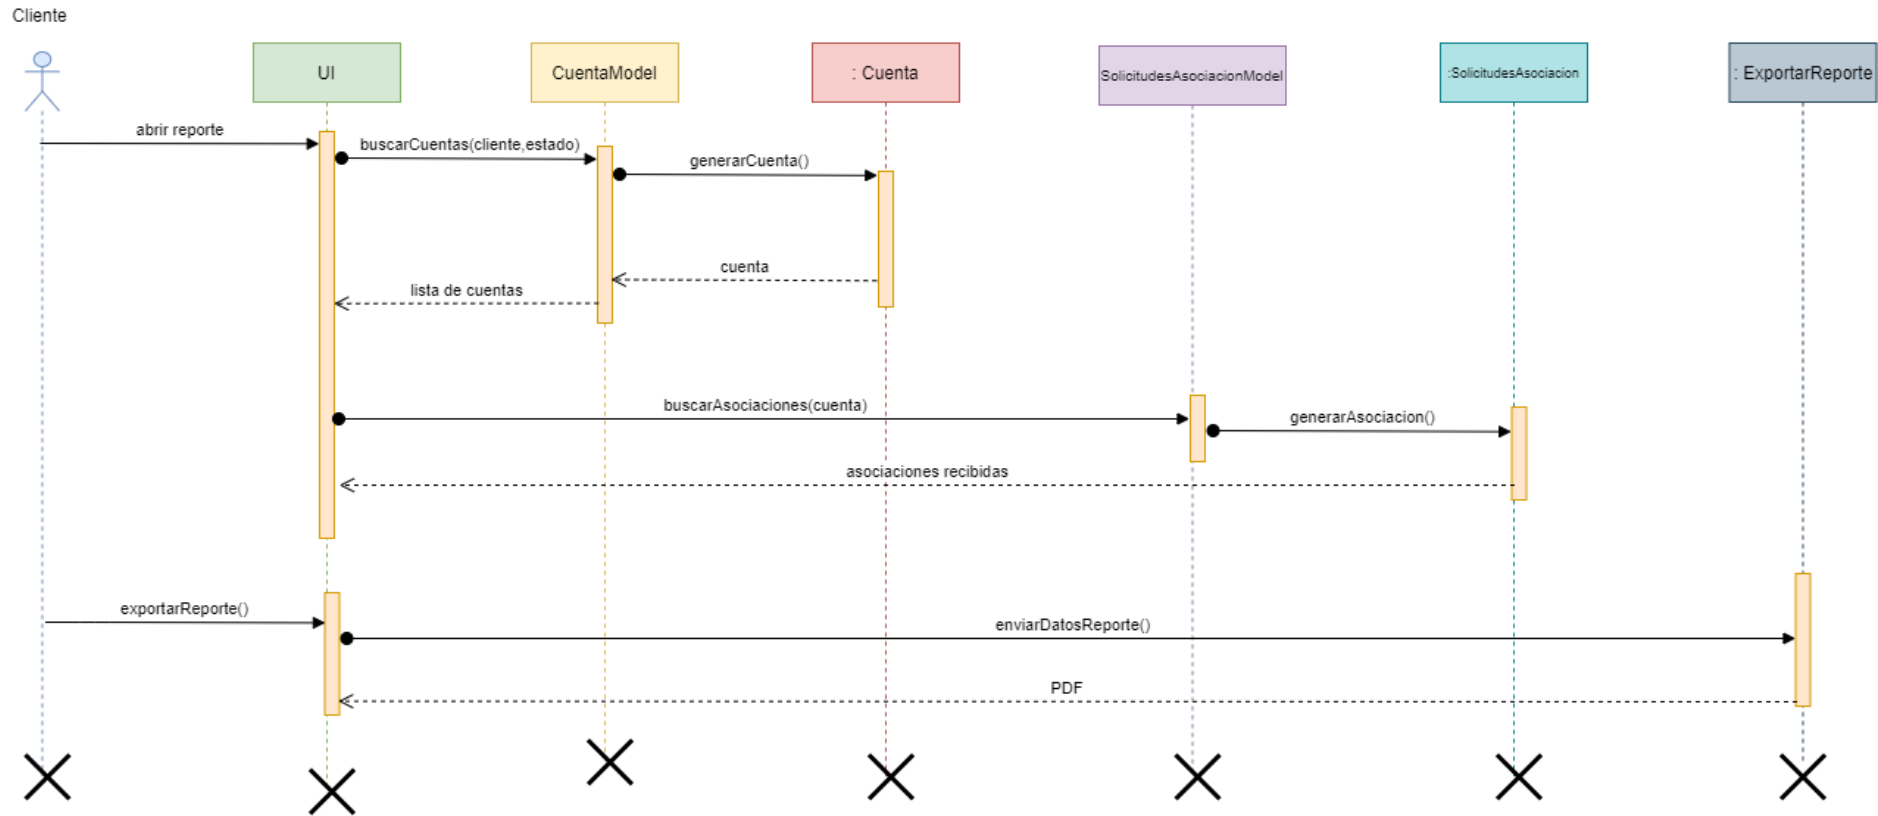 Cliente
UI
CuentaModel
: Cuenta
SolicitudesAsociacionModel
:SolicitudesAsociacion
: ExportarReporte
abrir reporte
buscarCuentas(cliente,estado)
generarCuenta()
cuenta
lista de cuentas
buscarAsociaciones(cuenta)
generarAsociacion()
asociaciones recibidas
exportarReporte()
enviarDatosReporte()
PDF